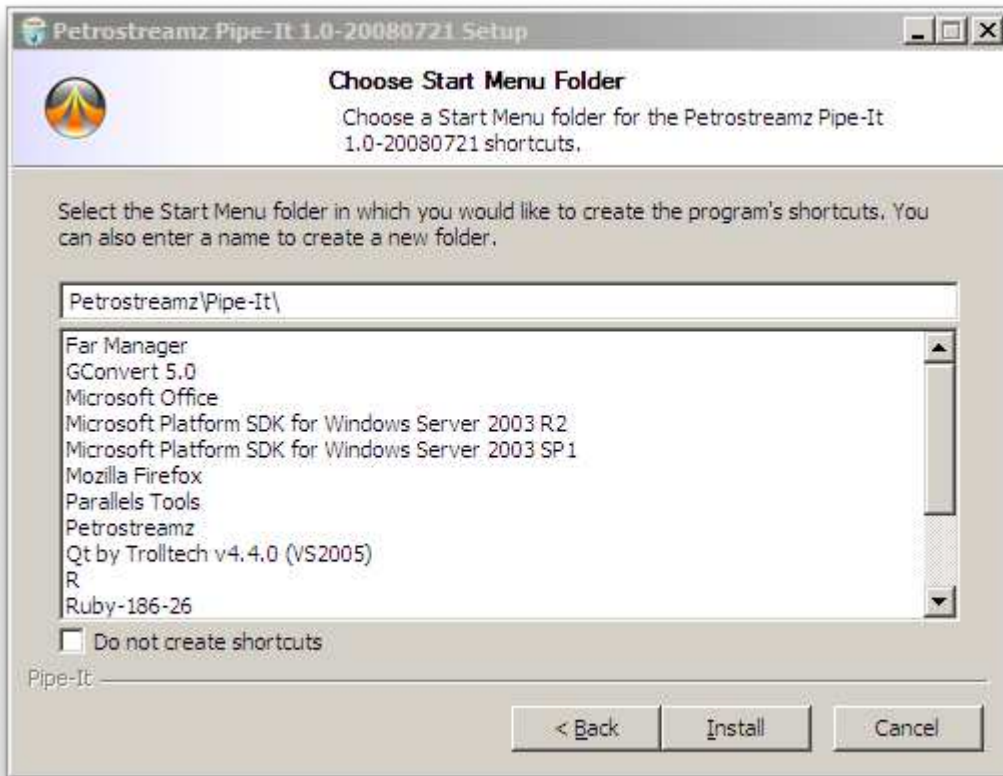 Petrostreamz Pipe-It 1.0-20080721 Setup
Choose Start Menu Folder
Choose a Start Menu folder for the Petrostreamz Pipe-It
1.0-20080721 shortcuts.
Select the Start Menu folder in which you would like to create the program's shortcuts. You
can also enter a name to create a new folder.
Petrostreamz\Pipe-It\
Far Manager
GConvert 5.0
Microsoft Office
Microsoft Platform SDK for Windows Server 2003 R2
Microsoft Platform SDK for Windows Server 2003 SP1
Mozilla Firefox
Parallels Tools
Petrostreamz
Qt by Trolltech v4.4.0 (VS2005)
R
Ruby-186-26
Do not create shortcuts
Pipe-It
< Back
Install
Cancel